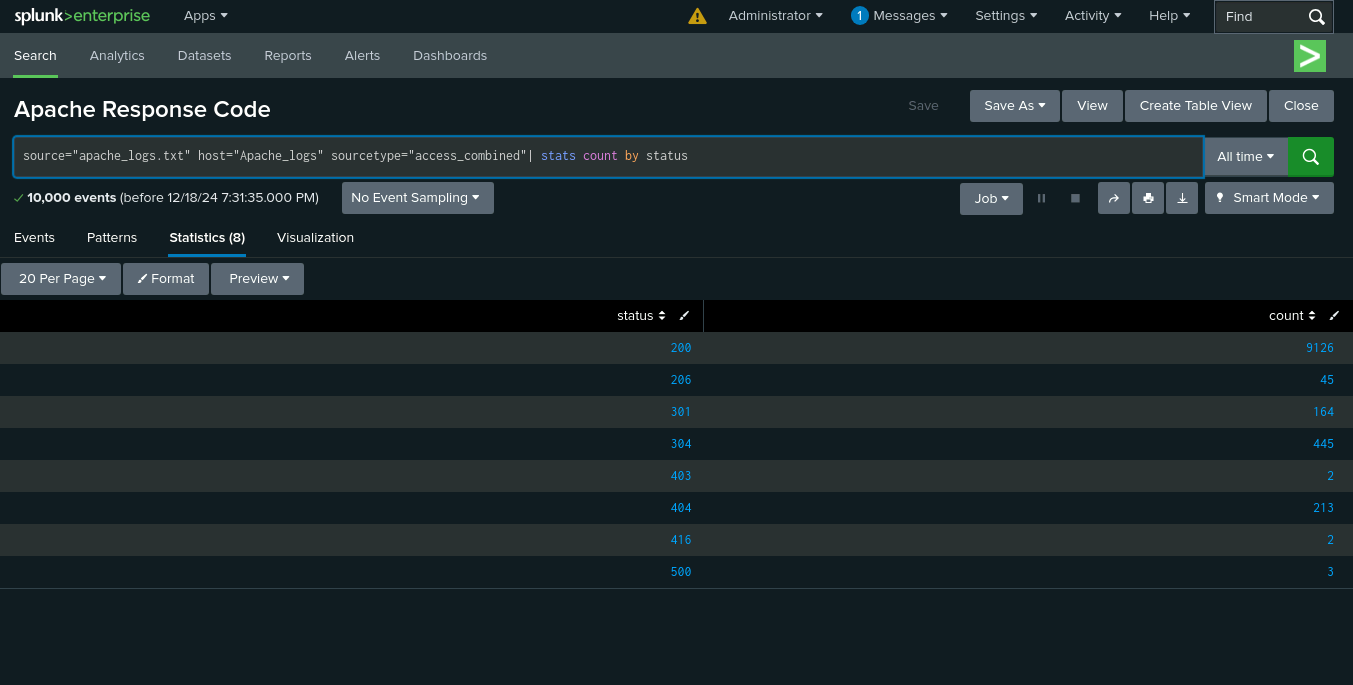 splunk>enterprise Apps Administrator 1 Messages Settings Activity Help Find
Search Analytics Datasets Reports Alerts Dashboards >
Apache Response Code Save Save As View Create Table View Close
source="apache_logs.txt" host="Apache_logs" sourcetype="access_combined"| stats count by status All time
10,000 events (before 12/18/24 7:31:35.000 PM) No Event Sampling Job Smart Mode
Events Patterns Statistics (8) Visualization
20 Per Page Format Preview
status count
200 9126
206 45
301 164
304 445
403 2
404 213
416 2
500 3